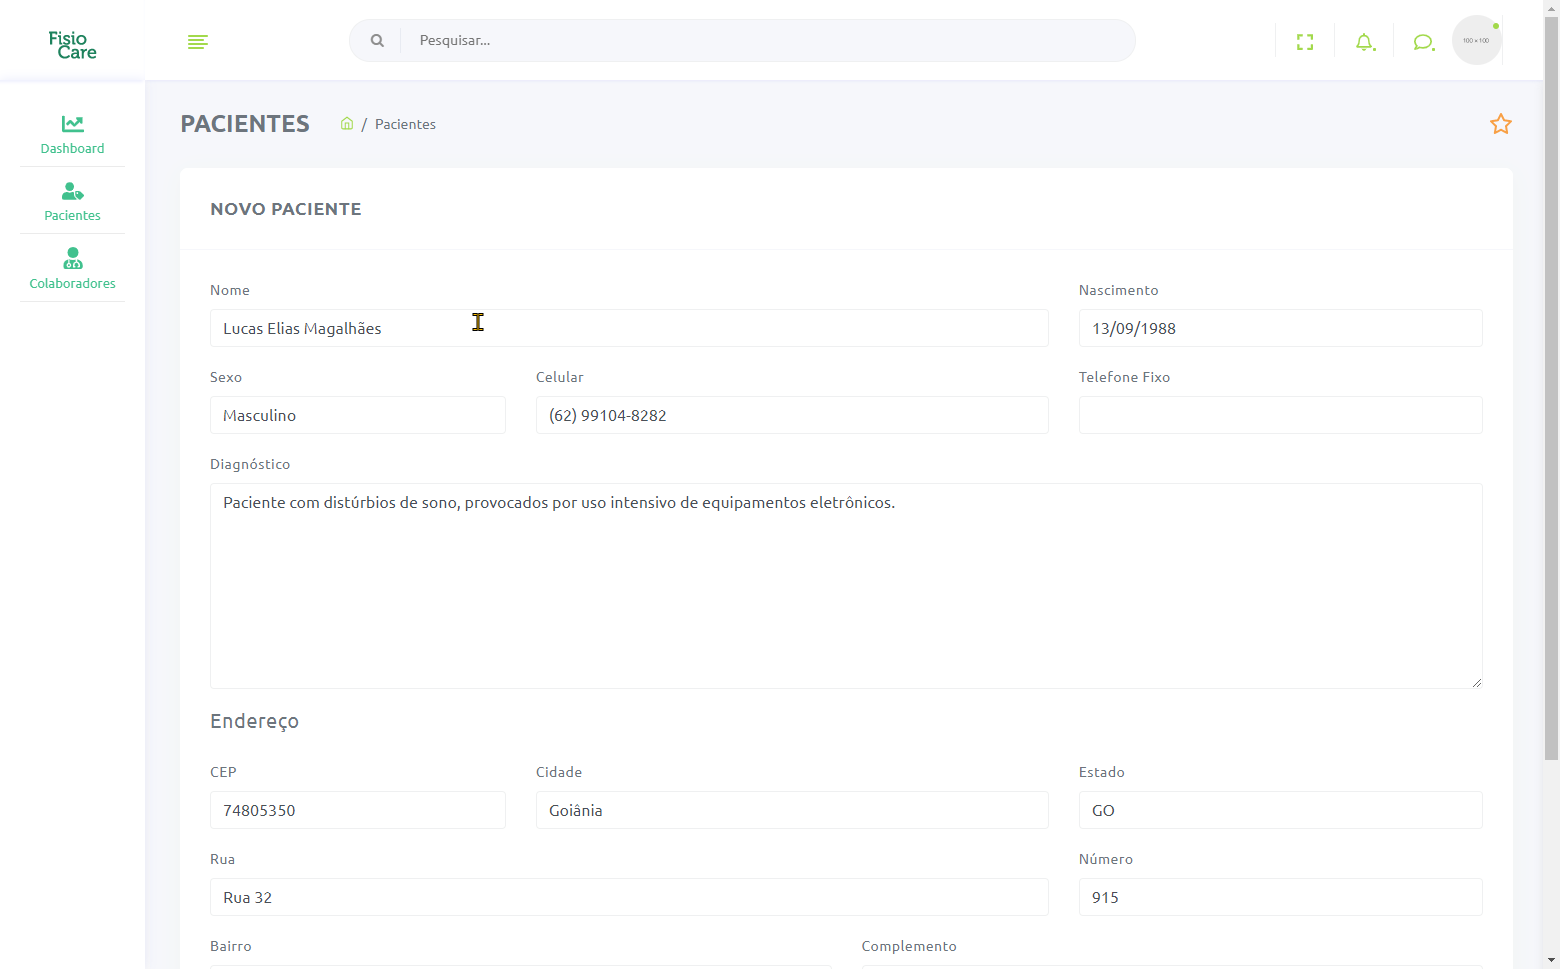 Fisio
Care
Pesquisar...
100 × 100
Dashboard
Pacientes
Colaboradores
PACIENTES
/ Pacientes
NOVO PACIENTE
Nome
Nascimento
Lucas Elias Magalhães
13/09/1988
Sexo
Celular
Telefone Fixo
Masculino
(62) 99104-8282
Diagnóstico
Paciente com distúrbios de sono, provocados por uso intensivo de equipamentos eletrônicos.
Endereço
CEP
Cidade
Estado
74805350
Goiânia
GO
Rua
Número
Rua 32
915
Bairro
Complemento